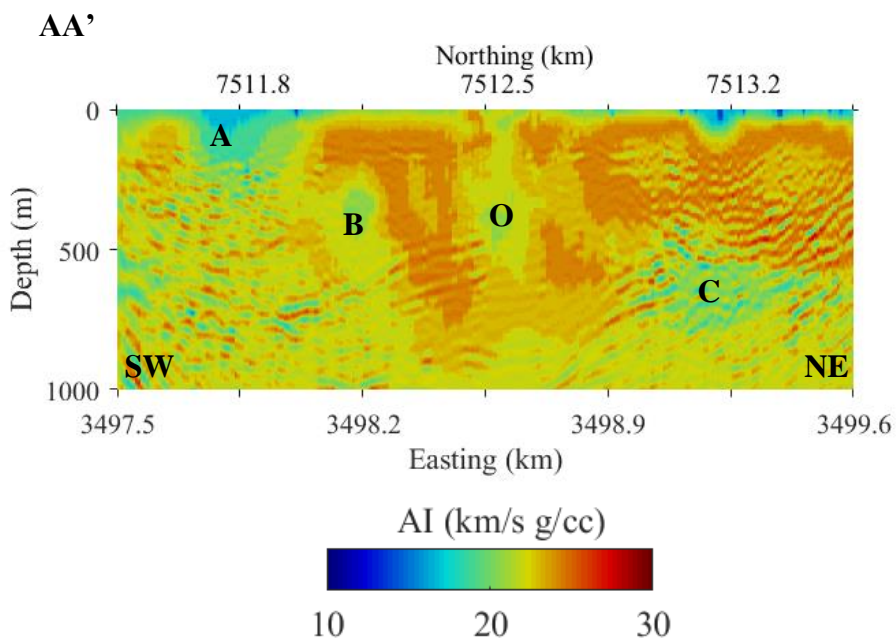 AA’
Northing (km)
7511.8 7512.5 7513.2
0
A
B O
500
C
Depth (m)
SW NE
1000
3497.5 3498.2 3498.9 3499.6
Easting (km)
AI (km/s g/cc)
10 20 30